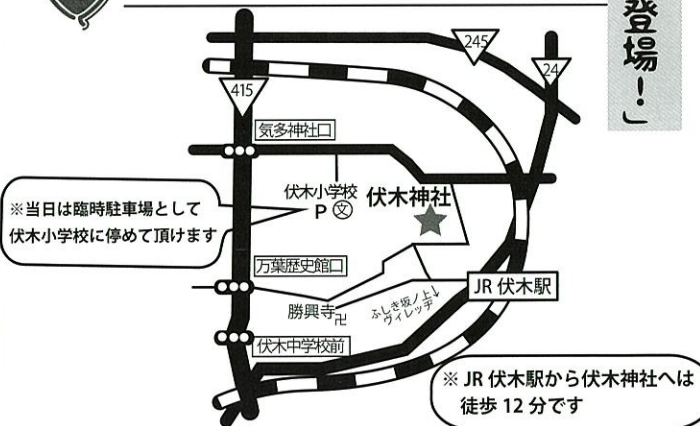 登場！」
245
24
415
気多神社口
伏木小学校
P 文
伏木神社
※当日は臨時駐車場として
伏木小学校に停めて頂けます
万葉歴史館口
JR 伏木駅
勝興寺卍
ふしき坂ノ上↓
ヴィレッヂ
伏木中学校前
※ JR 伏木駅から伏木神社へは
徒歩 12 分です